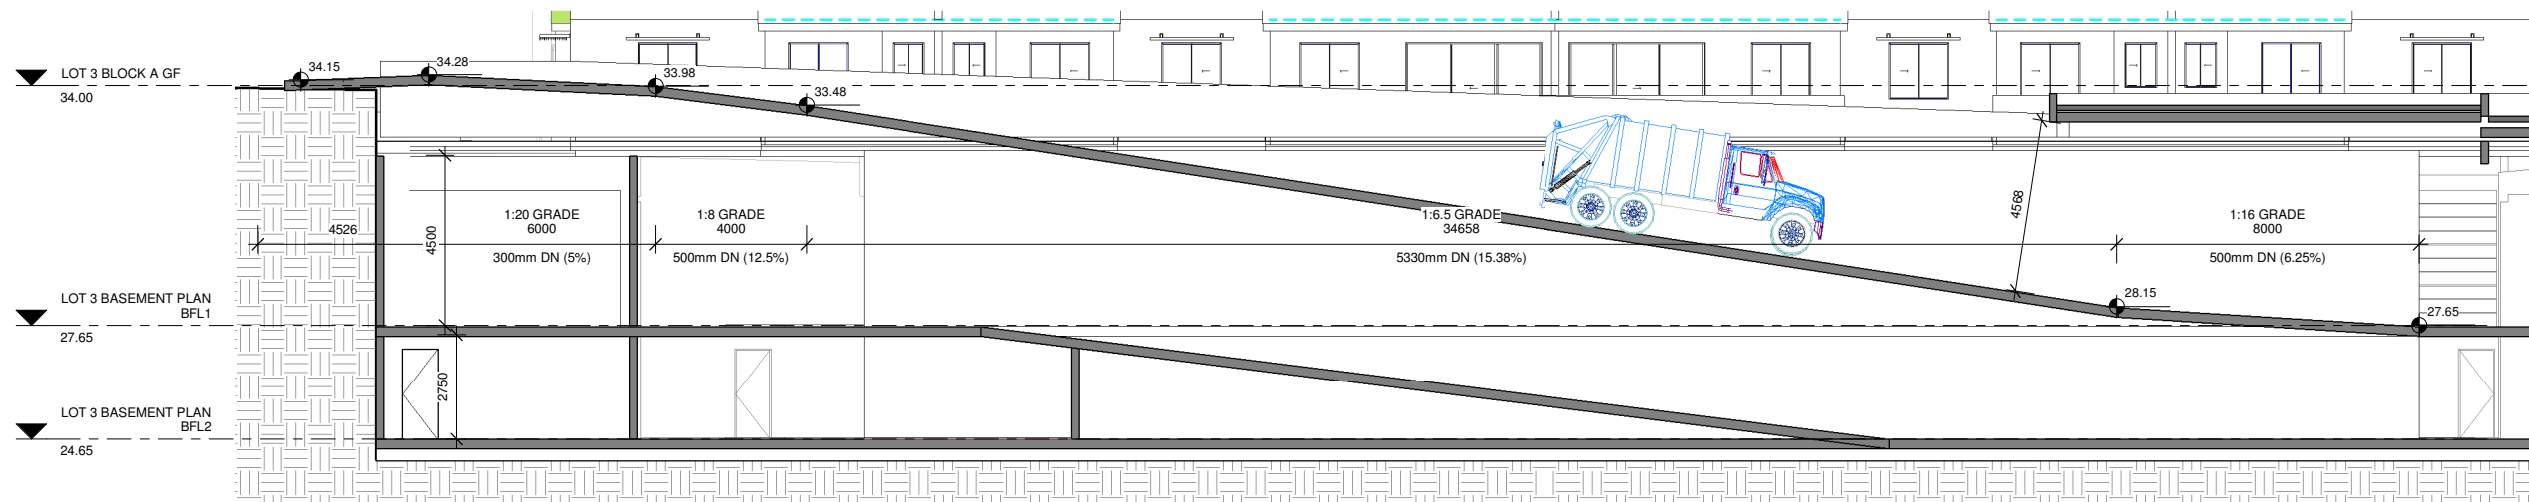 34.15
34.28
33.98
33.48
LOT 3 BLOCK A GF
34.00
1:20 GRADE
6000
300mm DN (5%)
4526
4500
1:8 GRADE
4000
500mm DN (12.5%)
1:6.5 GRADE
34658
5330mm DN (15.38%)
4568
1:16 GRADE
8000
500mm DN (6.25%)
28.15
27.65
LOT 3 BASEMENT PLAN
BFL1
27.65
2750
LOT 3 BASEMENT PLAN
BFL2
24.65